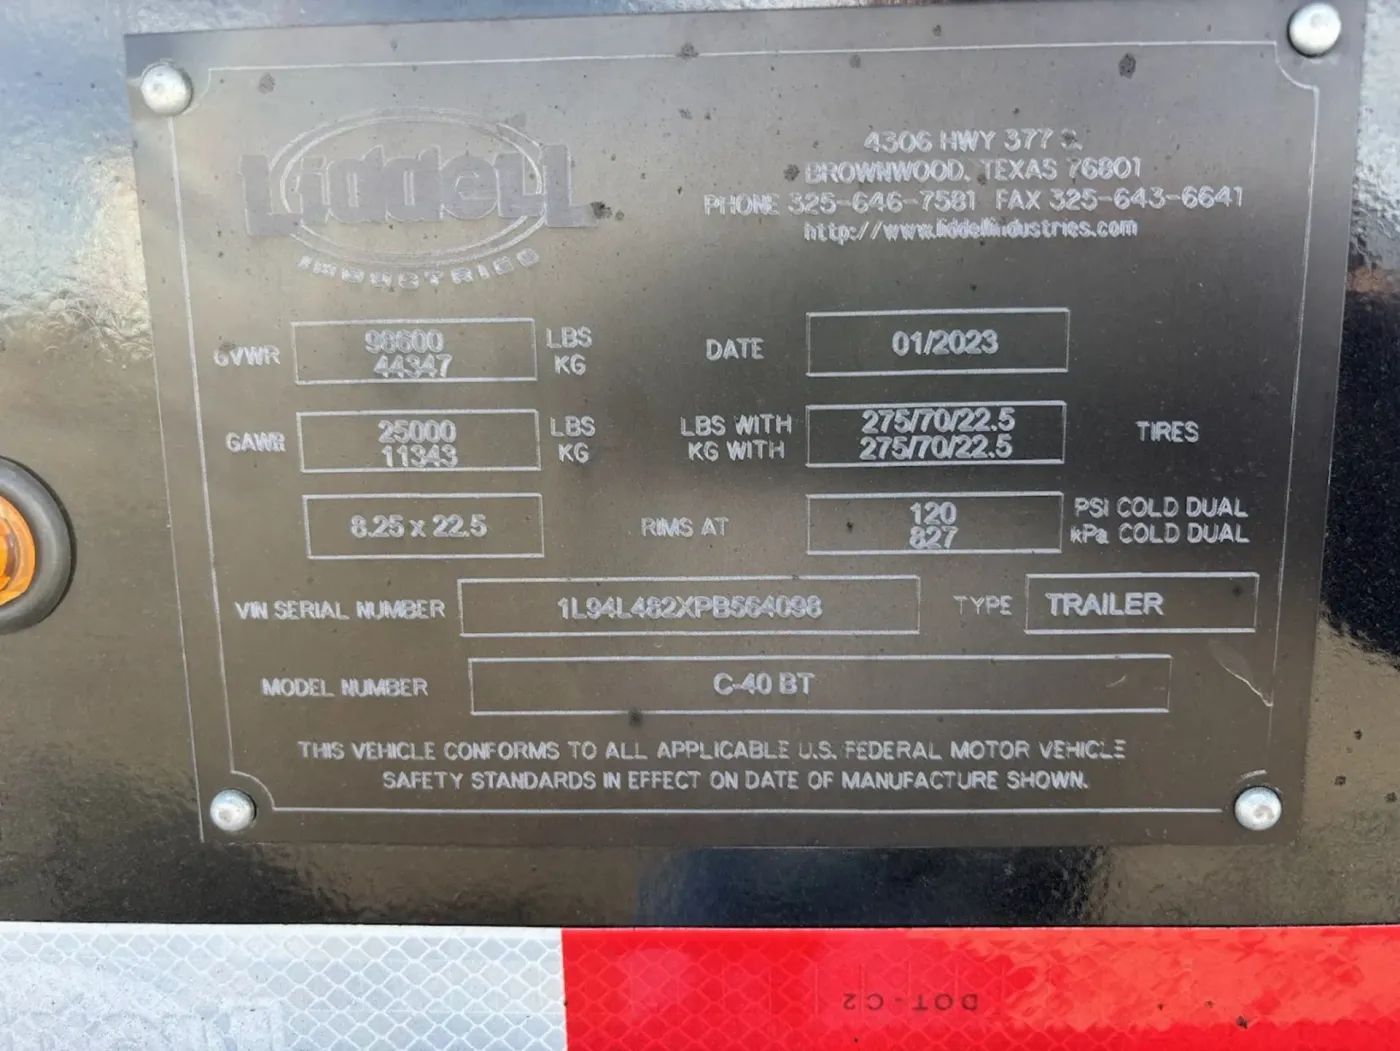 Liddell
INDUSTRIES
4306 HWY 377 S.
BROWNWOOD, TEXAS 76801
PHONE 325-646-7581 FAX 325-643-6641
http://www.liddellindustries.com
GVWR 98600 LBS
44347 KG
DATE 01/2023
GAWR 25000 LBS
11343 KG
LBS WITH 275/70/22.5
KG WITH 275/70/22.5
TIRES
8.25 x 22.5 RIMS AT
120 PSI COLD DUAL
827 kPa COLD DUAL
VIN SERIAL NUMBER 1L94L482XPB564098 TYPE TRAILER
MODEL NUMBER C-40 BT
THIS VEHICLE CONFORMS TO ALL APPLICABLE U.S. FEDERAL MOTOR VEHICLE
SAFETY STANDARDS IN EFFECT ON DATE OF MANUFACTURE SHOWN.
DOT-C2